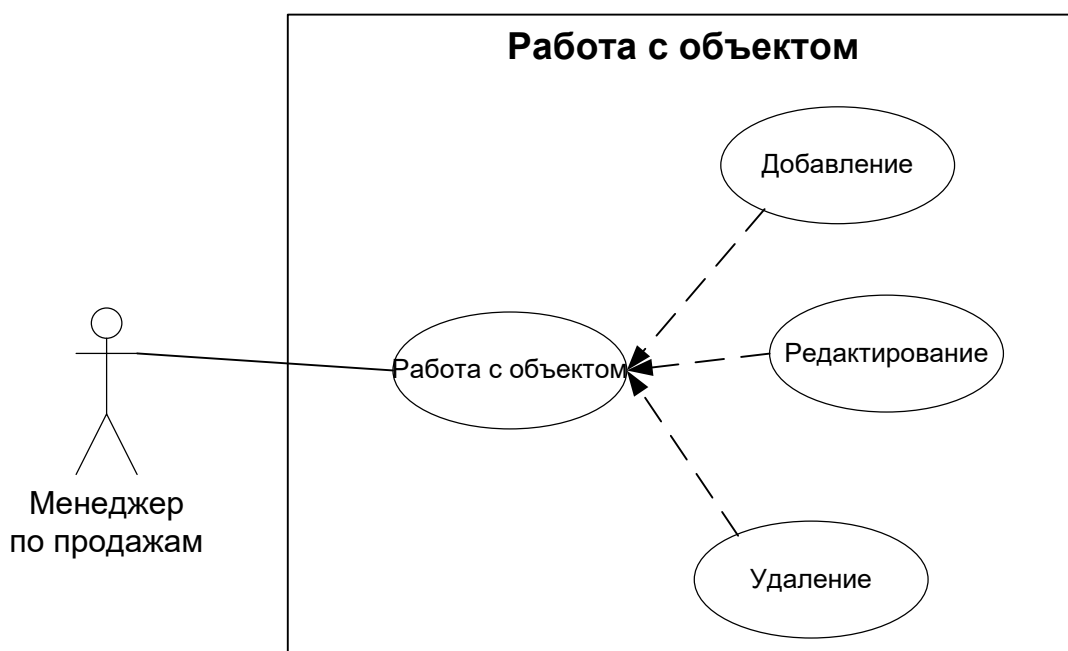 Работа с объектом
Добавление
Редактирование
Работа с объектом
Удаление
Менеджер
по продажам